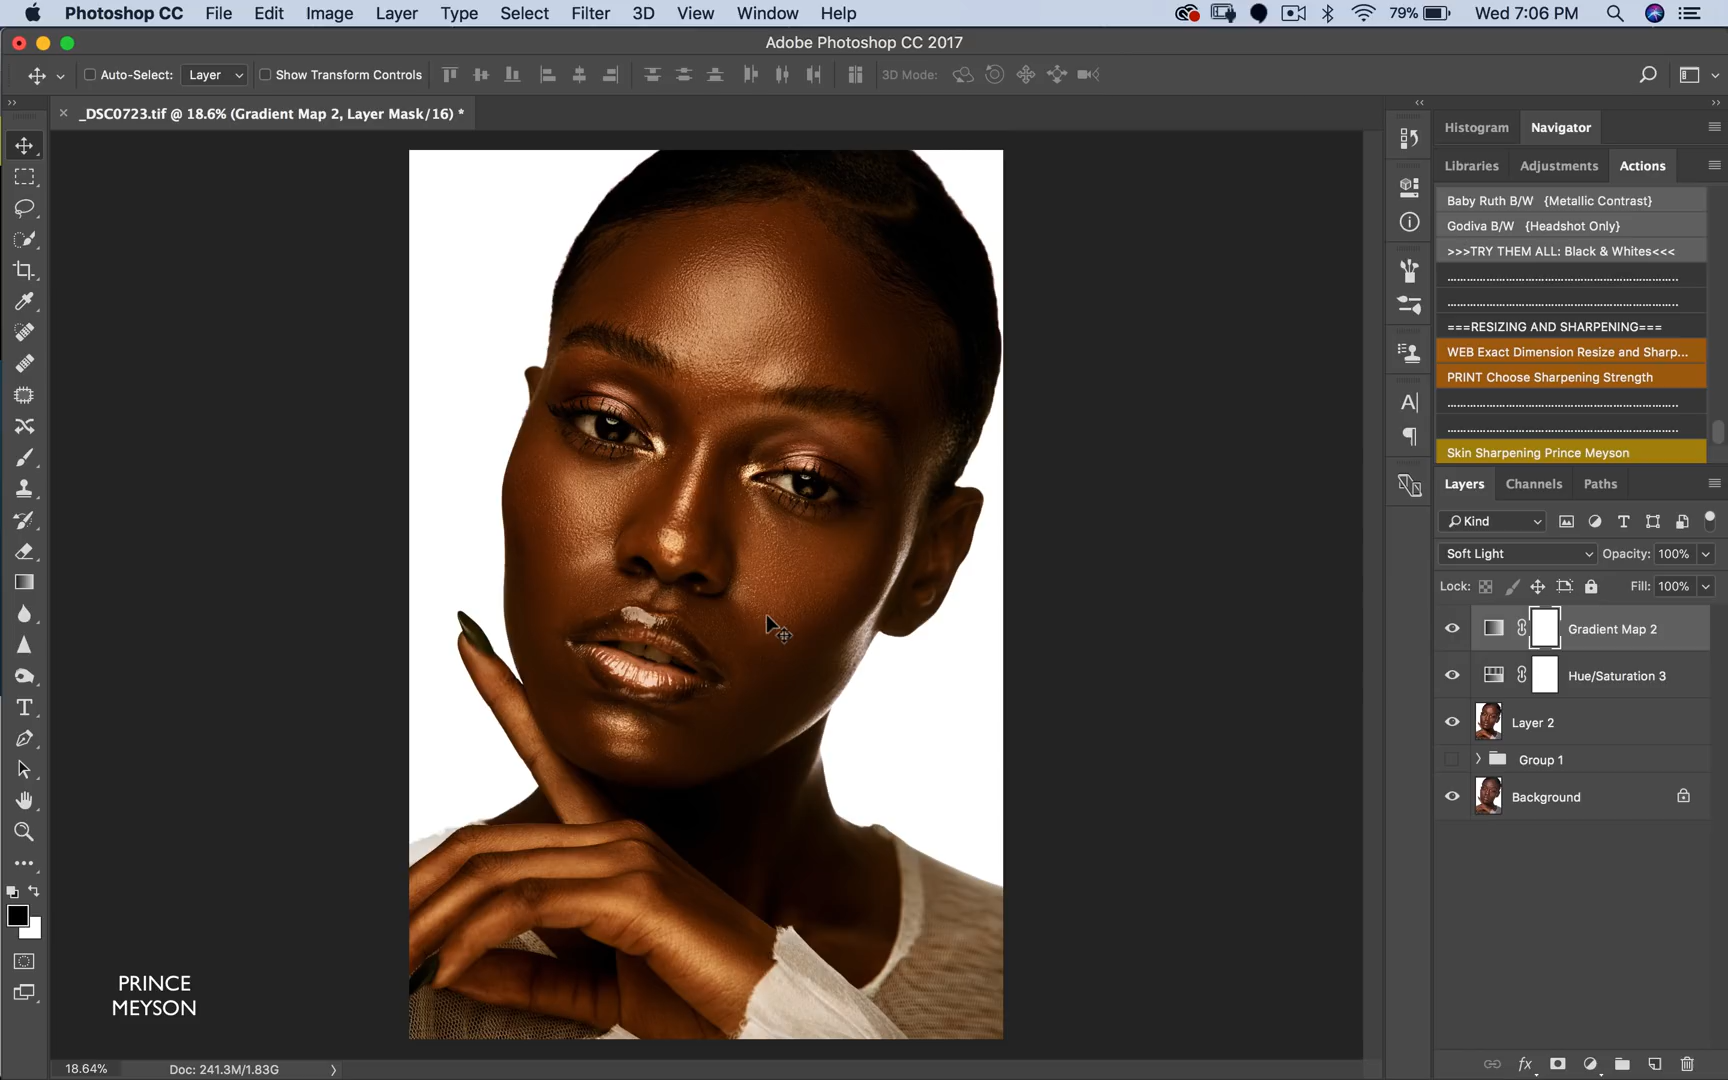 Photoshop CC File Edit Image Layer Type Select Filter 3D View Window Help 79% Wed 7:06 PM
Adobe Photoshop CC 2017
Auto-Select: Layer Show Transform Controls 3D Mode:
_DSC0723.tif @ 18.6% (Gradient Map 2, Layer Mask/16) *
Histogram Navigator
Libraries Adjustments Actions
Baby Ruth B/W {Metallic Contrast}
Godiva B/W {Headshot Only}
>>>TRY THEM ALL: Black & Whites<<<
===RESIZING AND SHARPENING===
WEB Exact Dimension Resize and Sharp...
PRINT Choose Sharpening Strength
Skin Sharpening Prince Meyson
Layers Channels Paths
Kind
Soft Light Opacity: 100%
Lock: Fill: 100%
Gradient Map 2
Hue/Saturation 3
Layer 2
Group 1
Background
PRINCE
MEYSON
18.64% Doc: 241.3M/1.83G